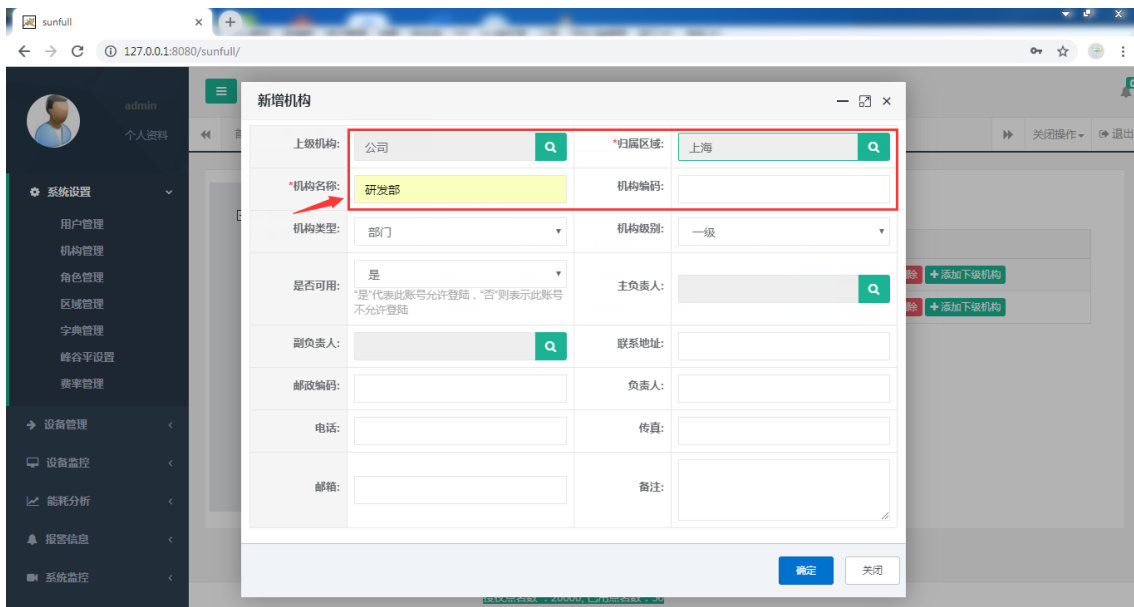 sunfull
127.0.0.1:8080/sunfull/
admin
个人资料
关闭操作 退出
系统设置
用户管理
机构管理
角色管理
区域管理
字典管理
峰谷平设置
费率管理
设备管理
设备监控
能耗分析
报警信息
系统监控
新增机构
上级机构: 公司 *归属区域: 上海
*机构名称: 研发部 机构编码:
机构类型: 部门 机构级别: 一级
是否可用: 是 主负责人:
"是"代表此账号允许登陆，"否"则表示此账号
不允许登陆
副负责人: 联系地址:
邮政编码: 负责人:
电话: 传真:
邮箱: 备注:
确定 关闭
除 +添加下级机构
除 +添加下级机构